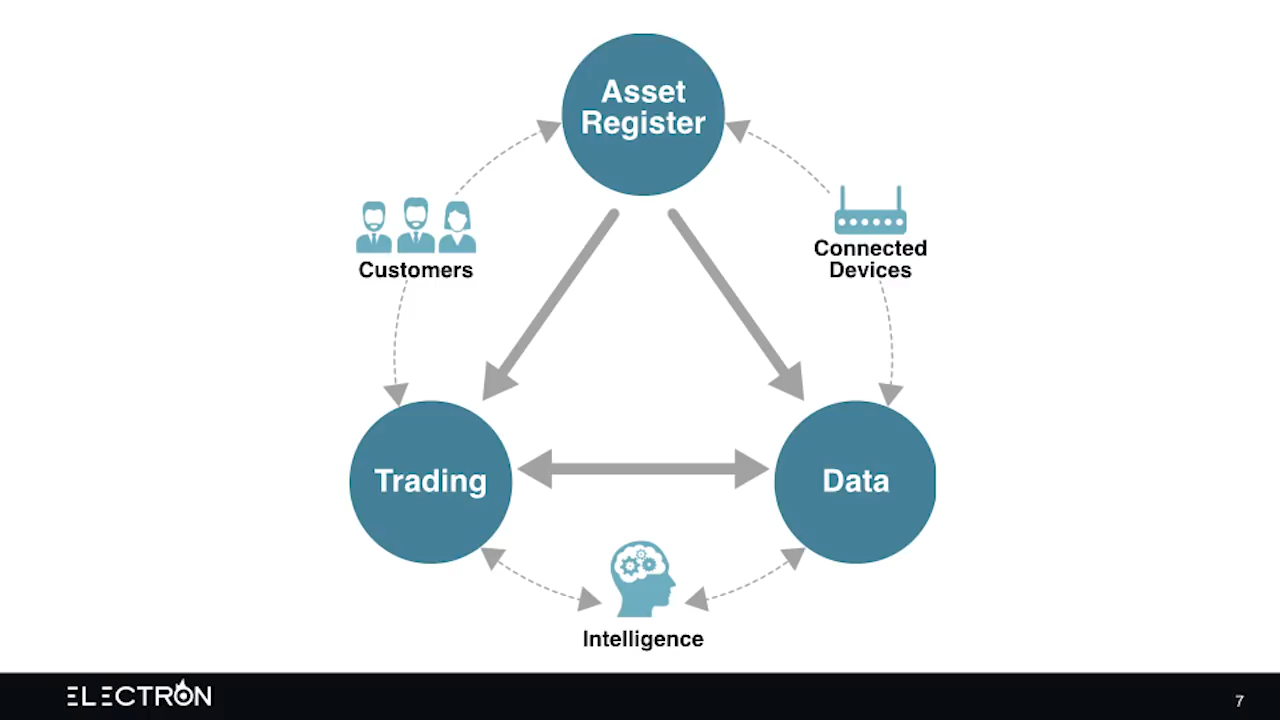 Asset
Register
Customers
Connected
Devices
Trading
Data
Intelligence
ELECTRON
7